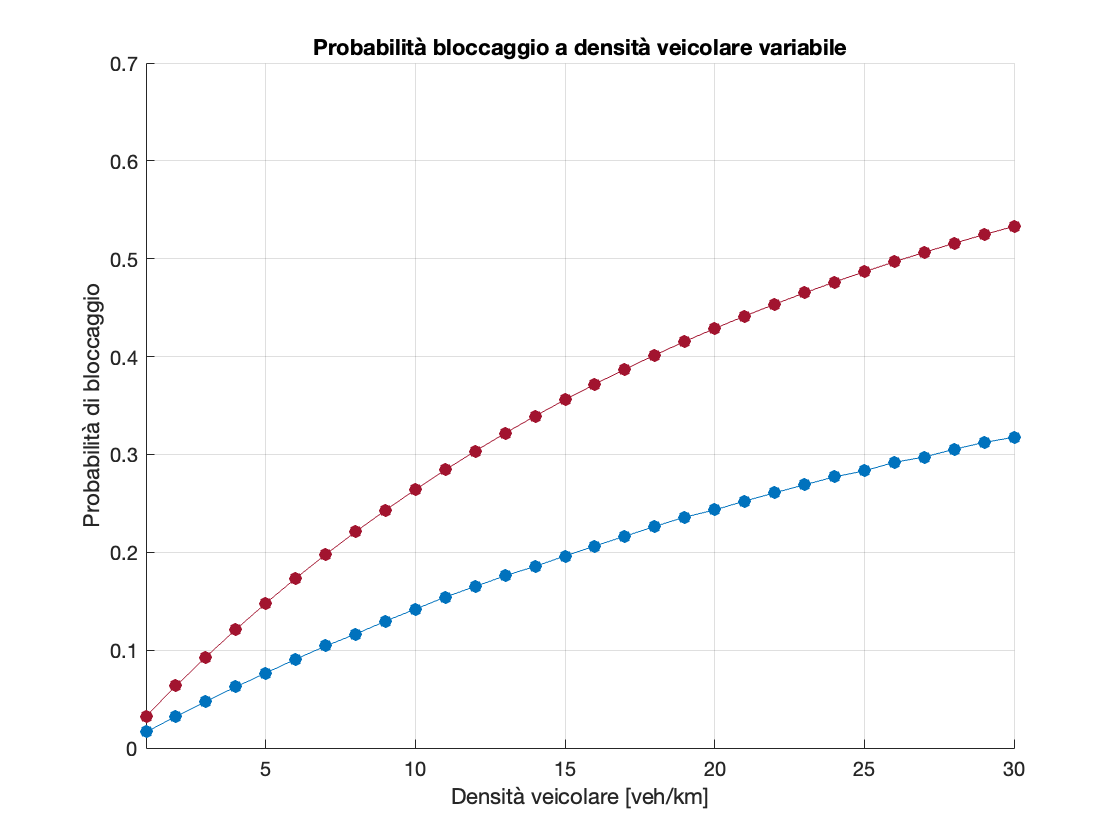 Probabilità bloccaggio a densità veicolare variabile
0.7
0.6
0.5
0.4
0.3
0.2
0.1
0
Probabilità di bloccaggio
5 10 15 20 25 30
Densità veicolare [veh/km]